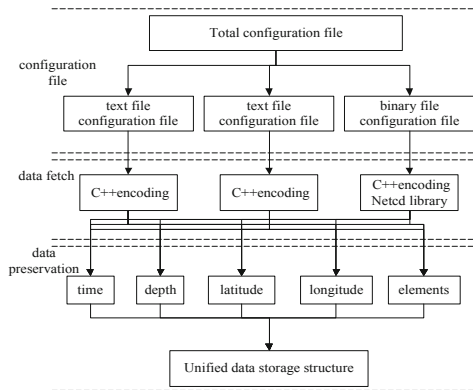 Total configuration file
configuration
file
text file
configuration file
text file
configuration file
binary file
configuration file
data fetch
C++encoding
C++encoding
C++encoding
Netcd library
data
preservation
time
depth
latitude
longitude
elements
Unified data storage structure